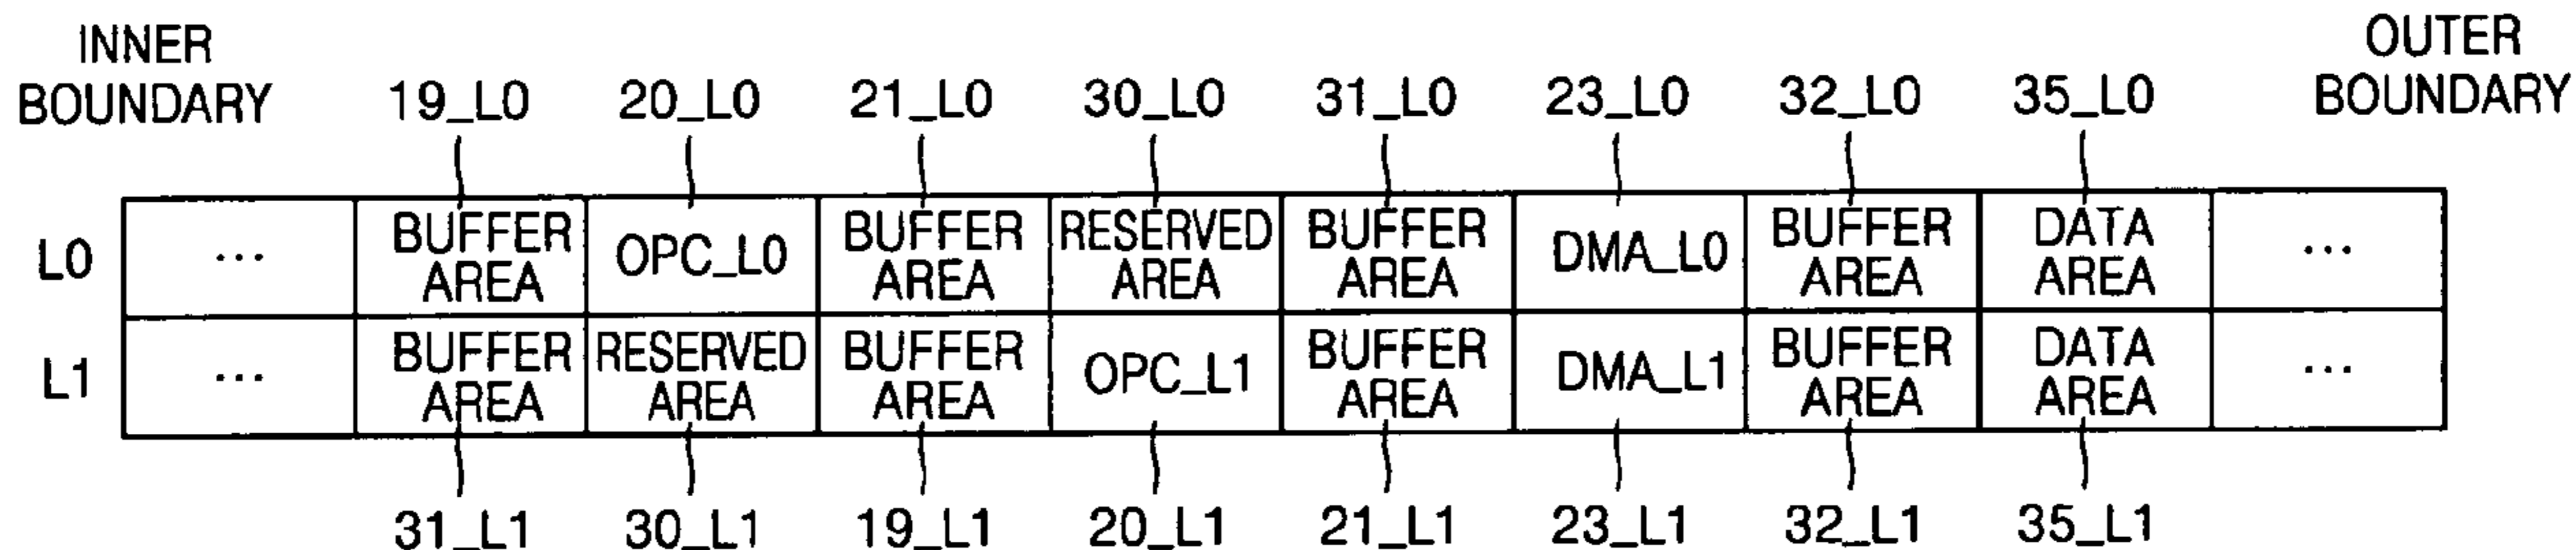 INNER
BOUNDARY
OUTER
BOUNDARY
19_L0 20_L0 21_L0 30_L0 31_L0 23_L0 32_L0 35_L0
L0 ... BUFFER AREA OPC_L0 BUFFER AREA RESERVED AREA BUFFER AREA DMA_L0 BUFFER AREA DATA AREA ...
L1 ... BUFFER AREA RESERVED AREA BUFFER AREA OPC_L1 BUFFER AREA DMA_L1 BUFFER AREA DATA AREA ...
31_L1 30_L1 19_L1 20_L1 21_L1 23_L1 32_L1 35_L1